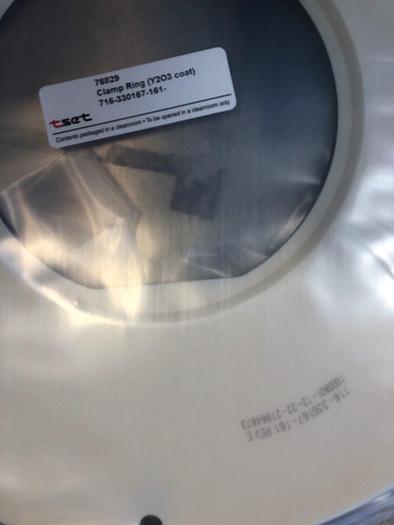 76829
Clamp Ring (Y2O3 coat)
716-330167-161-
tset
Contents packaged in a cleanroom • To be opened in a cleanroom only
716-330167-161 REV E